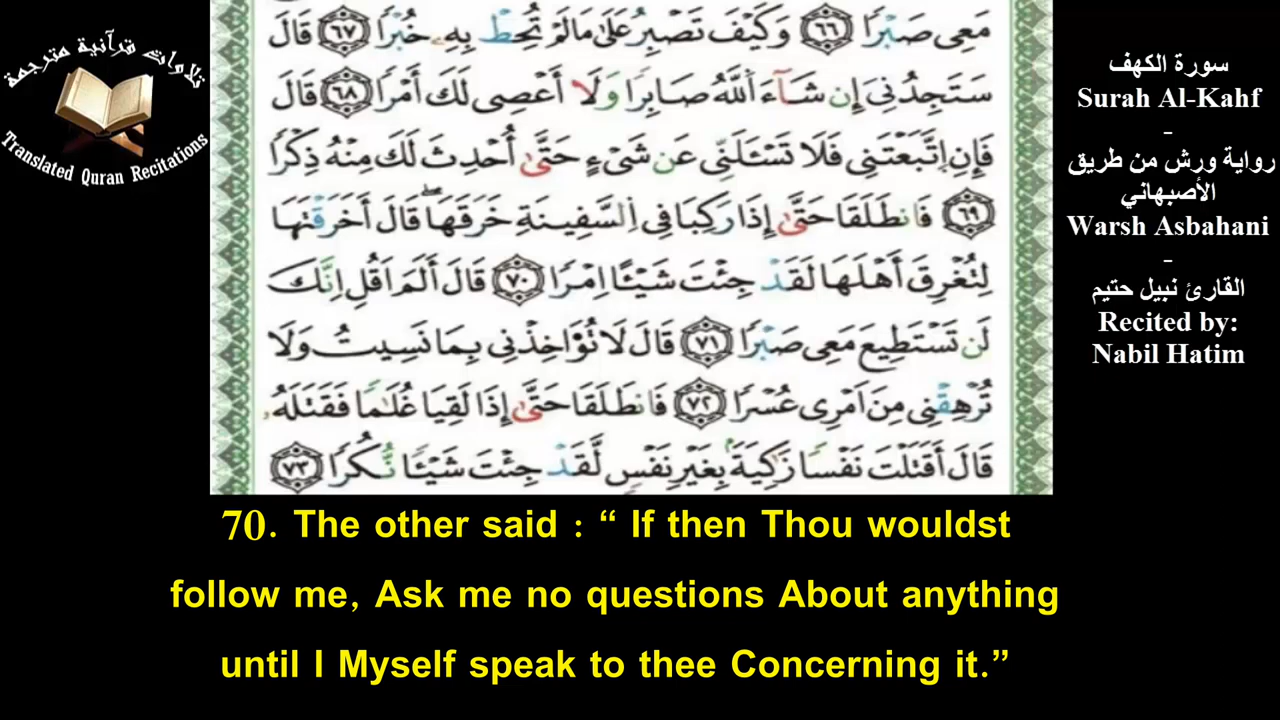 تلاوات قرآنية مترجمة
Translated Quran Recitations
مَعِى صَبْرًا ٦٦ وَكَيْفَ تَصْبِرُ عَلَىٰ مَا لَمْ تُحِطْ بِهِۦ خُبْرًا ٦٧ قَالَ
سَتَجِدُنِى إِن شَآءَ اَ۬للَّهُ صَابِرًا وَلَا أَعْصِى لَكَ أَمْرًا ٦٨ قَالَ
فَإِنِ اِ۪تَّبَعْتَنِى فَلَا تَسْـَٔلَنِّى عَن شَىْءٍ حَتَّىٰ أُحْدِثَ لَكَ مِنْهُ ذِكْرًا
٦٩ فَانطَلَقَا حَتَّىٰ إِذَا رَكِبَا فِى اِ۬لسَّفِينَةِ خَرَقَهَا قَالَ أَخَرَقْتَهَا
لِتُغْرِقَ أَهْلَهَا لَقَدْ جِئْتَ شَيْـًٔا اِمْرًا ٧٠ قَالَ أَلَمَ اَقُلِ اِنَّكَ
لَن تَسْتَطِيعَ مَعِى صَبْرًا ٧١ قَالَ لَا تُؤَاخِذْنِى بِمَا نَسِيتُ وَلَا
تُرْهِقْنِى مِنَ اَمْرِى عُسْرًا ٧٢ فَانطَلَقَا حَتَّىٰ إِذَا لَقِيَا غُلَٰمًا فَقَتَلَهُۥ
قَالَ أَقَتَلْتَ نَفْسًا زَٰكِيَةَۢ بِغَيْرِ نَفْسٍ لَّقَدْ جِئْتَ شَيْـًٔا نُّكُرًا ٧٣
سورة الكهف
Surah Al-Kahf
-
رواية ورش من طريق
الأصبهاني
Warsh Asbahani
-
القارئ نبيل حتيم
Recited by:
Nabil Hatim
70. The other said : “ If then Thou wouldst
follow me, Ask me no questions About anything
until I Myself speak to thee Concerning it.”